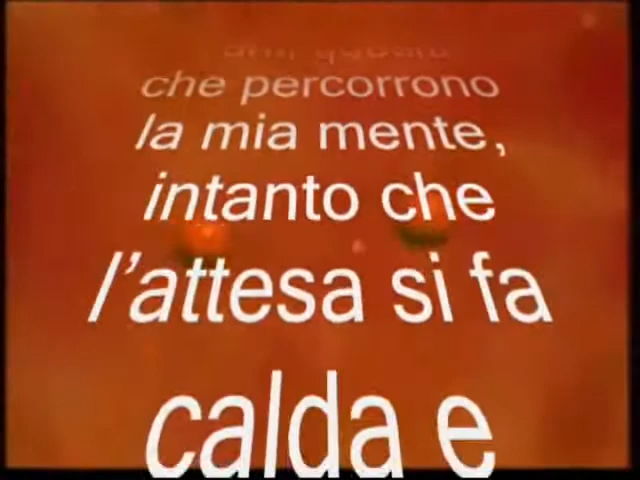 che percorrono
la mia mente,
intanto che
l'attesa si fa
calda e